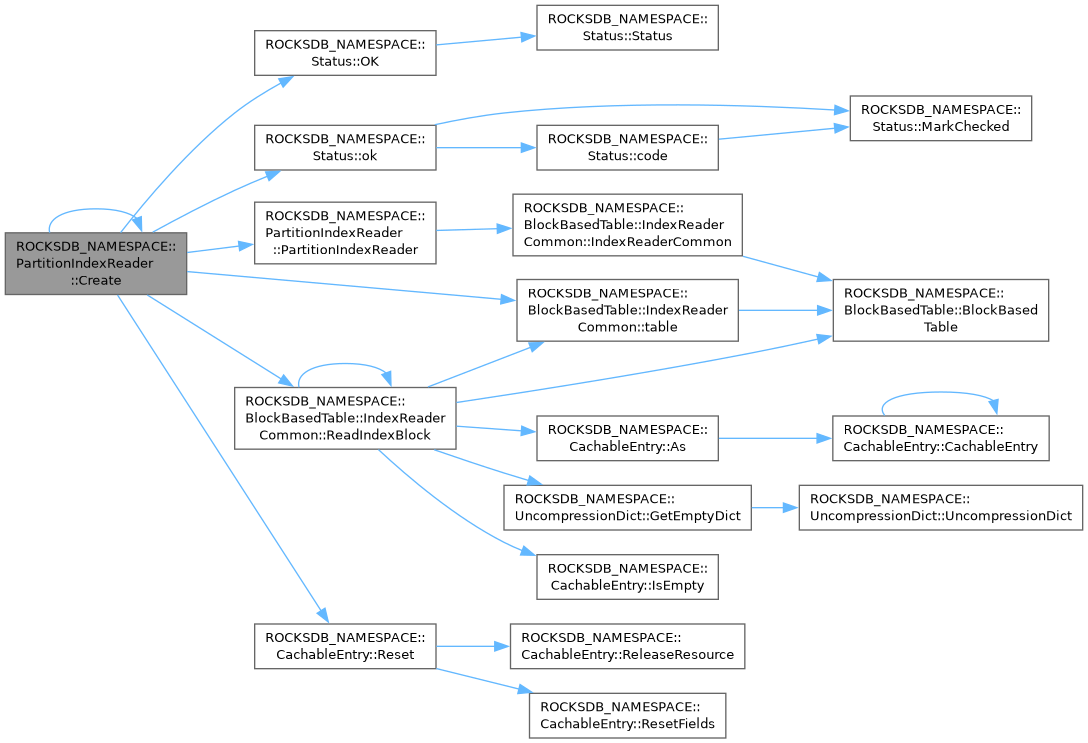 ROCKSDB_NAMESPACE::
PartitionIndexReader
::Create
ROCKSDB_NAMESPACE::
Status::OK
ROCKSDB_NAMESPACE::
Status::Status
ROCKSDB_NAMESPACE::
Status::ok
ROCKSDB_NAMESPACE::
Status::code
ROCKSDB_NAMESPACE::
Status::MarkChecked
ROCKSDB_NAMESPACE::
PartitionIndexReader
::PartitionIndexReader
ROCKSDB_NAMESPACE::
BlockBasedTable::IndexReader
Common::IndexReaderCommon
ROCKSDB_NAMESPACE::
BlockBasedTable::IndexReader
Common::table
ROCKSDB_NAMESPACE::
BlockBasedTable::BlockBased
Table
ROCKSDB_NAMESPACE::
BlockBasedTable::IndexReader
Common::ReadIndexBlock
ROCKSDB_NAMESPACE::
CachableEntry::As
ROCKSDB_NAMESPACE::
CachableEntry::CachableEntry
ROCKSDB_NAMESPACE::
UncompressionDict::GetEmptyDict
ROCKSDB_NAMESPACE::
UncompressionDict::UncompressionDict
ROCKSDB_NAMESPACE::
CachableEntry::IsEmpty
ROCKSDB_NAMESPACE::
CachableEntry::Reset
ROCKSDB_NAMESPACE::
CachableEntry::ReleaseResource
ROCKSDB_NAMESPACE::
CachableEntry::ResetFields